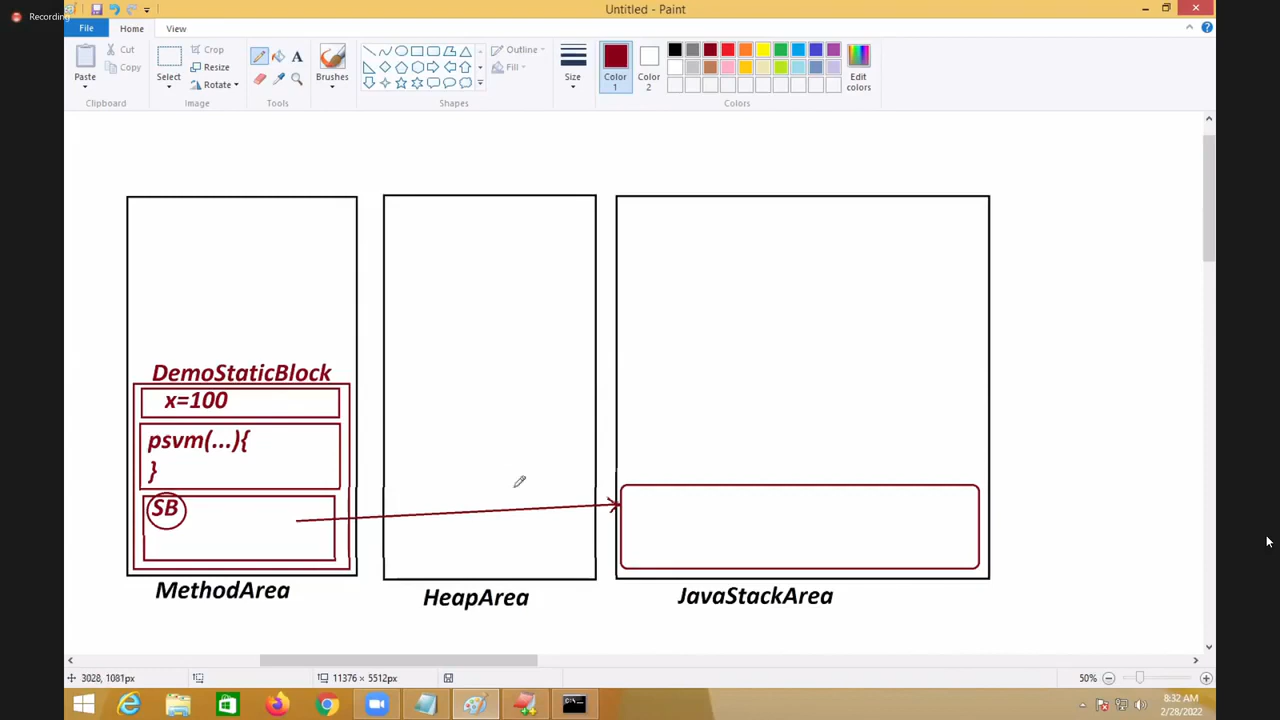 Recording
Untitled - Paint
File
Home
View
Paste
Cut
Copy
Clipboard
Select
Crop
Resize
Rotate
Image
Tools
Brushes
Shapes
Outline
Fill
Size
Color
1
Color
2
Edit
colors
Colors
DemoStaticBlock
x=100
psvm(...){
}
SB
MethodArea
HeapArea
JavaStackArea
3028, 1081px
11376 × 5512px
50%
8:32 AM
2/28/2022